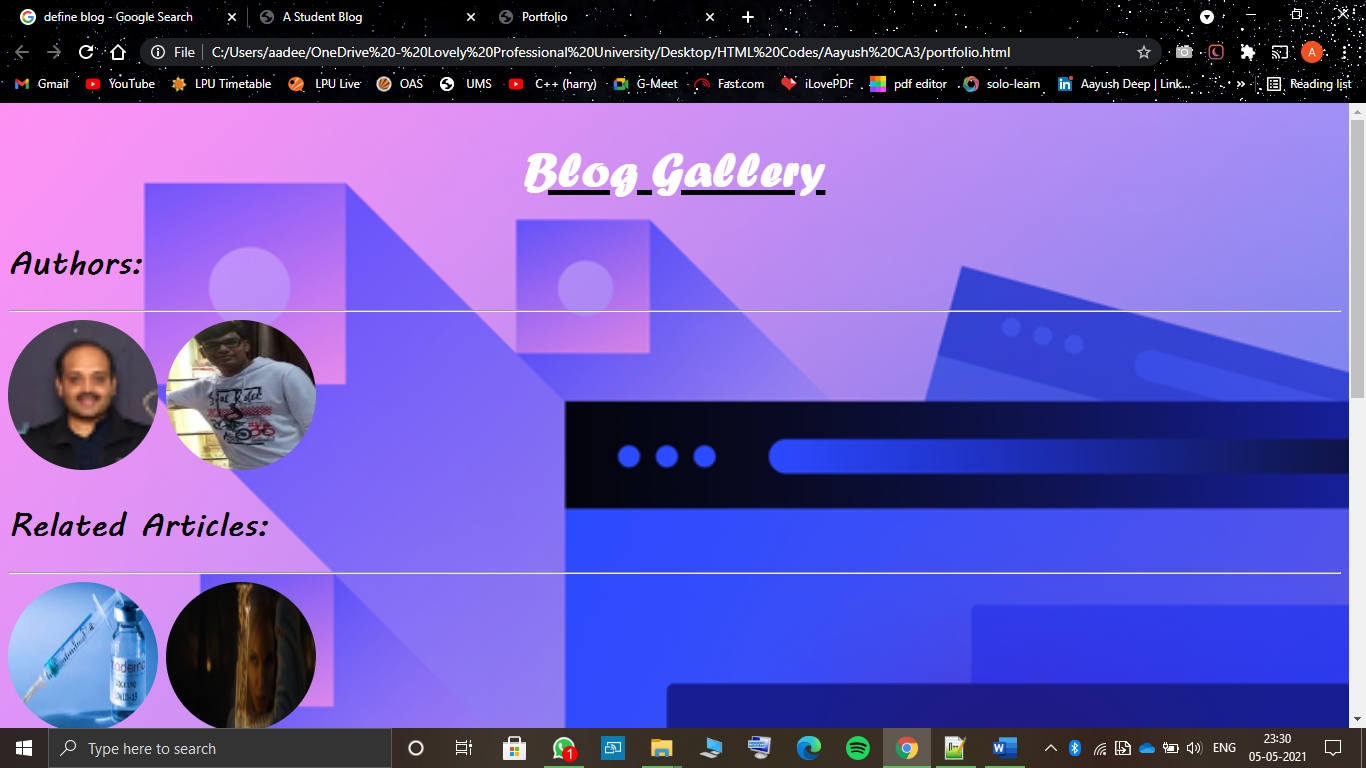 define blog - Google Search
A Student Blog
Portfolio
File
C:/Users/aadee/OneDrive%20-%20Lovely%20Professional%20University/Desktop/HTML%20Codes/Aayush%20CA3/portfolio.html
A
Gmail YouTube LPU Timetable LPU Live OAS UMS C++ (harry) G-Meet Fast.com iLovePDF pdf editor solo-learn Aayush Deep | Link... » Reading list
Blog Gallery
Authors:
Related Articles:
Type here to search
1
ENG
23:30
05-05-2021